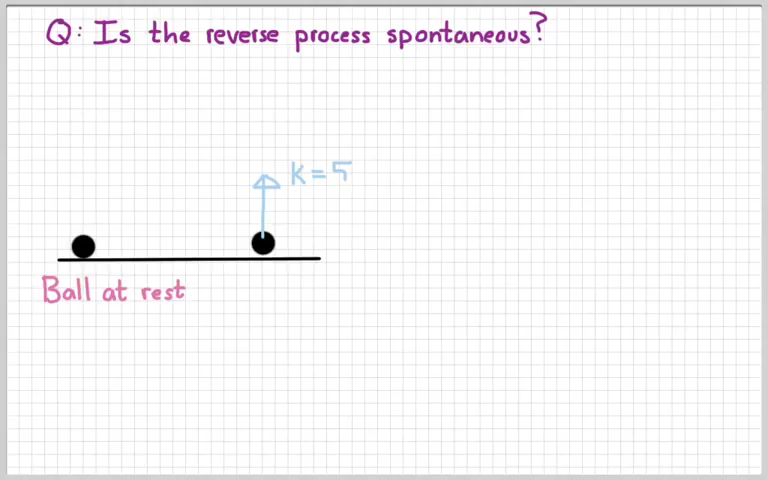 Q: Is the reverse process spontaneous?
K = 5
Ball at rest